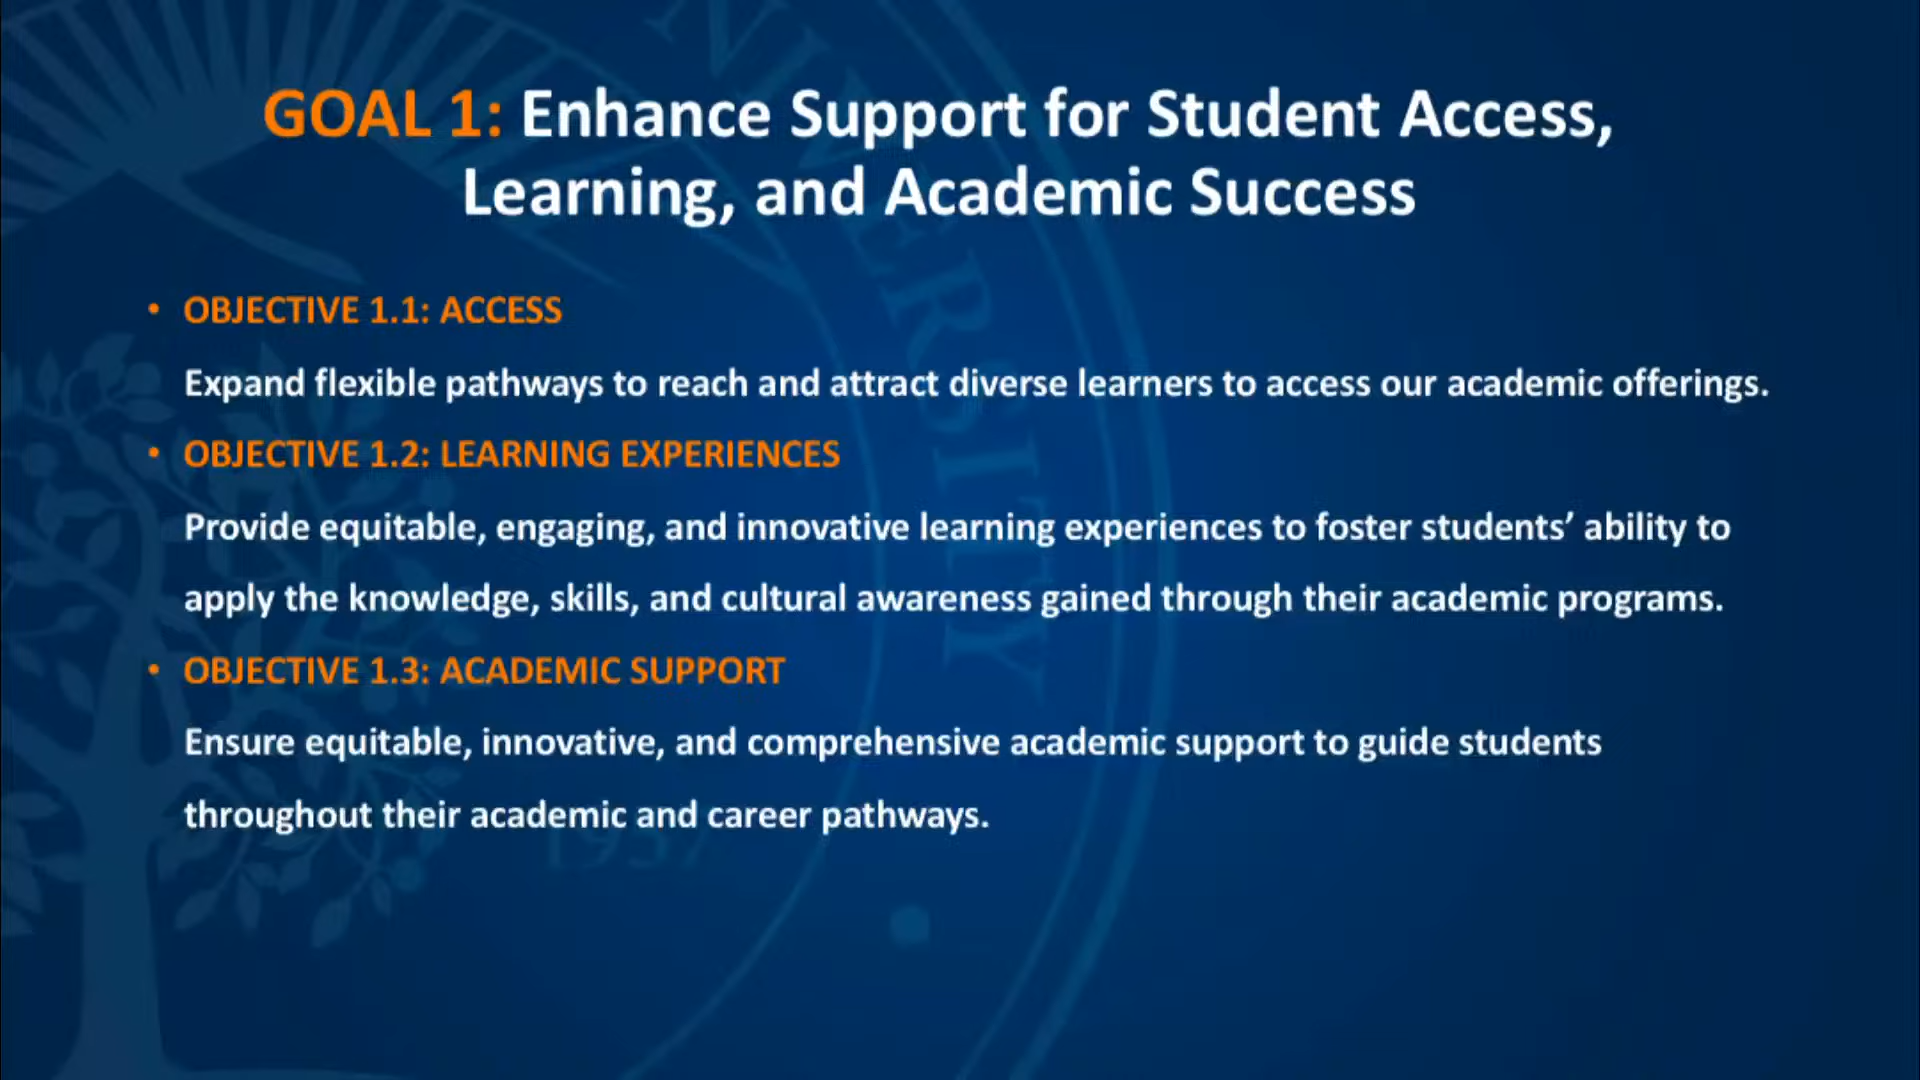 GOAL 1: Enhance Support for Student Access,
Learning, and Academic Success
• OBJECTIVE 1.1: ACCESS
Expand flexible pathways to reach and attract diverse learners to access our academic offerings.
• OBJECTIVE 1.2: LEARNING EXPERIENCES
Provide equitable, engaging, and innovative learning experiences to foster students’ ability to
apply the knowledge, skills, and cultural awareness gained through their academic programs.
• OBJECTIVE 1.3: ACADEMIC SUPPORT
Ensure equitable, innovative, and comprehensive academic support to guide students
throughout their academic and career pathways.
NIVERSITY
1957